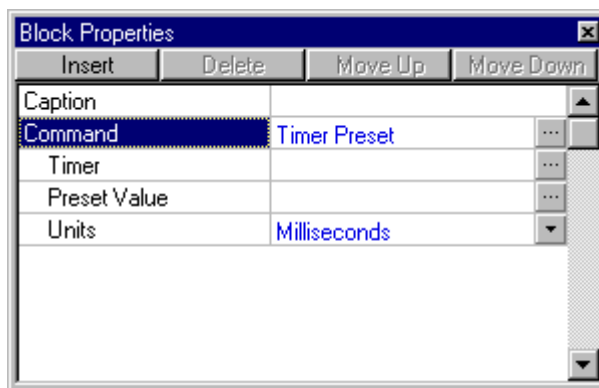 Block Properties
Insert Delete Move Up Move Down
Caption
Command Timer Preset ...
Timer ...
Preset Value ...
Units Milliseconds